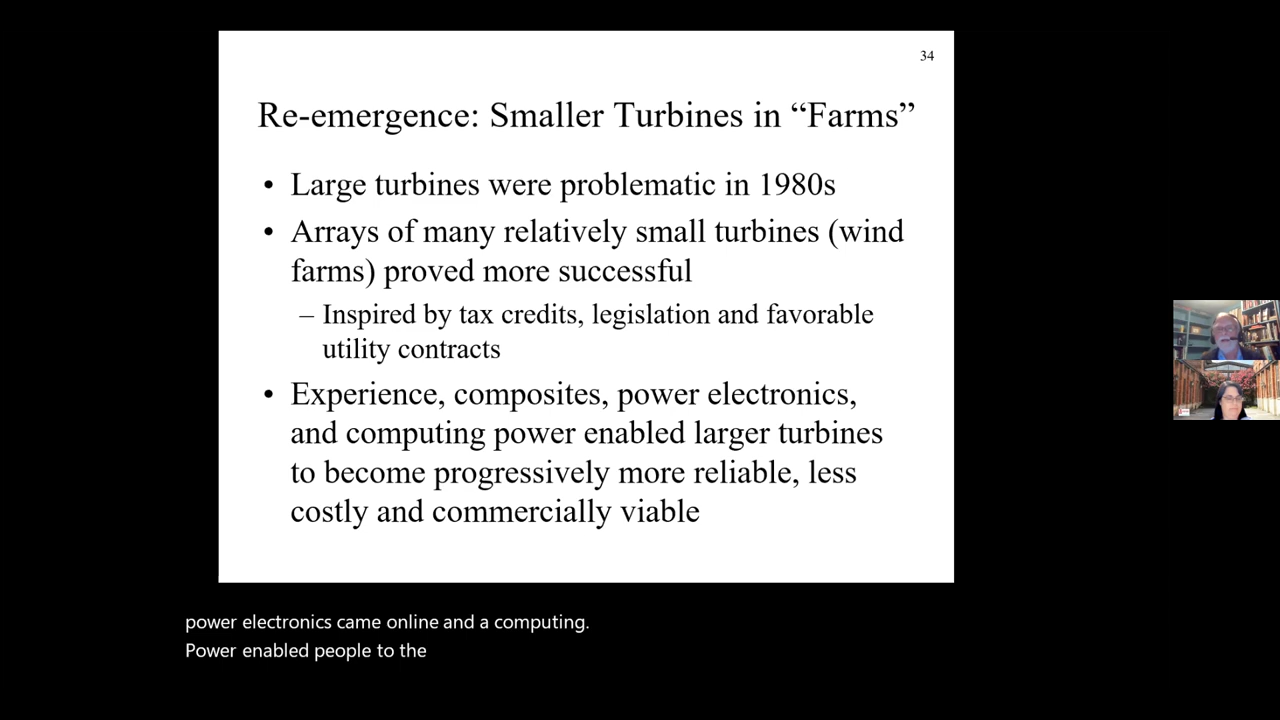 34
Re-emergence: Smaller Turbines in “Farms”
• Large turbines were problematic in 1980s
• Arrays of many relatively small turbines (wind
farms) proved more successful
– Inspired by tax credits, legislation and favorable
utility contracts
• Experience, composites, power electronics,
and computing power enabled larger turbines
to become progressively more reliable, less
costly and commercially viable
power electronics came online and a computing.
Power enabled people to the